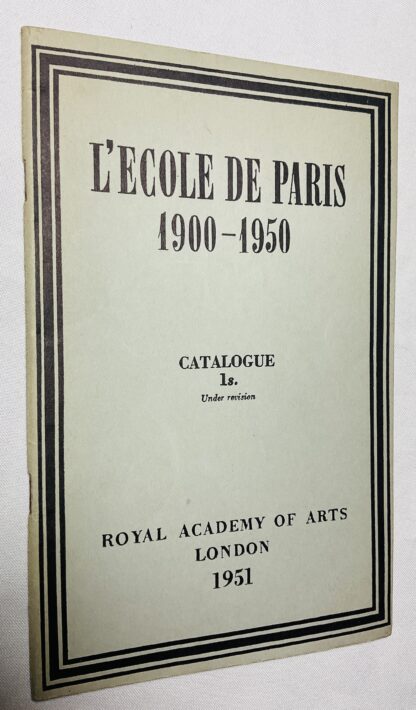 L'ECOLE DE PARIS
1900-1950
CATALOGUE
1s.
Under revision
ROYAL ACADEMY OF ARTS
LONDON
1951